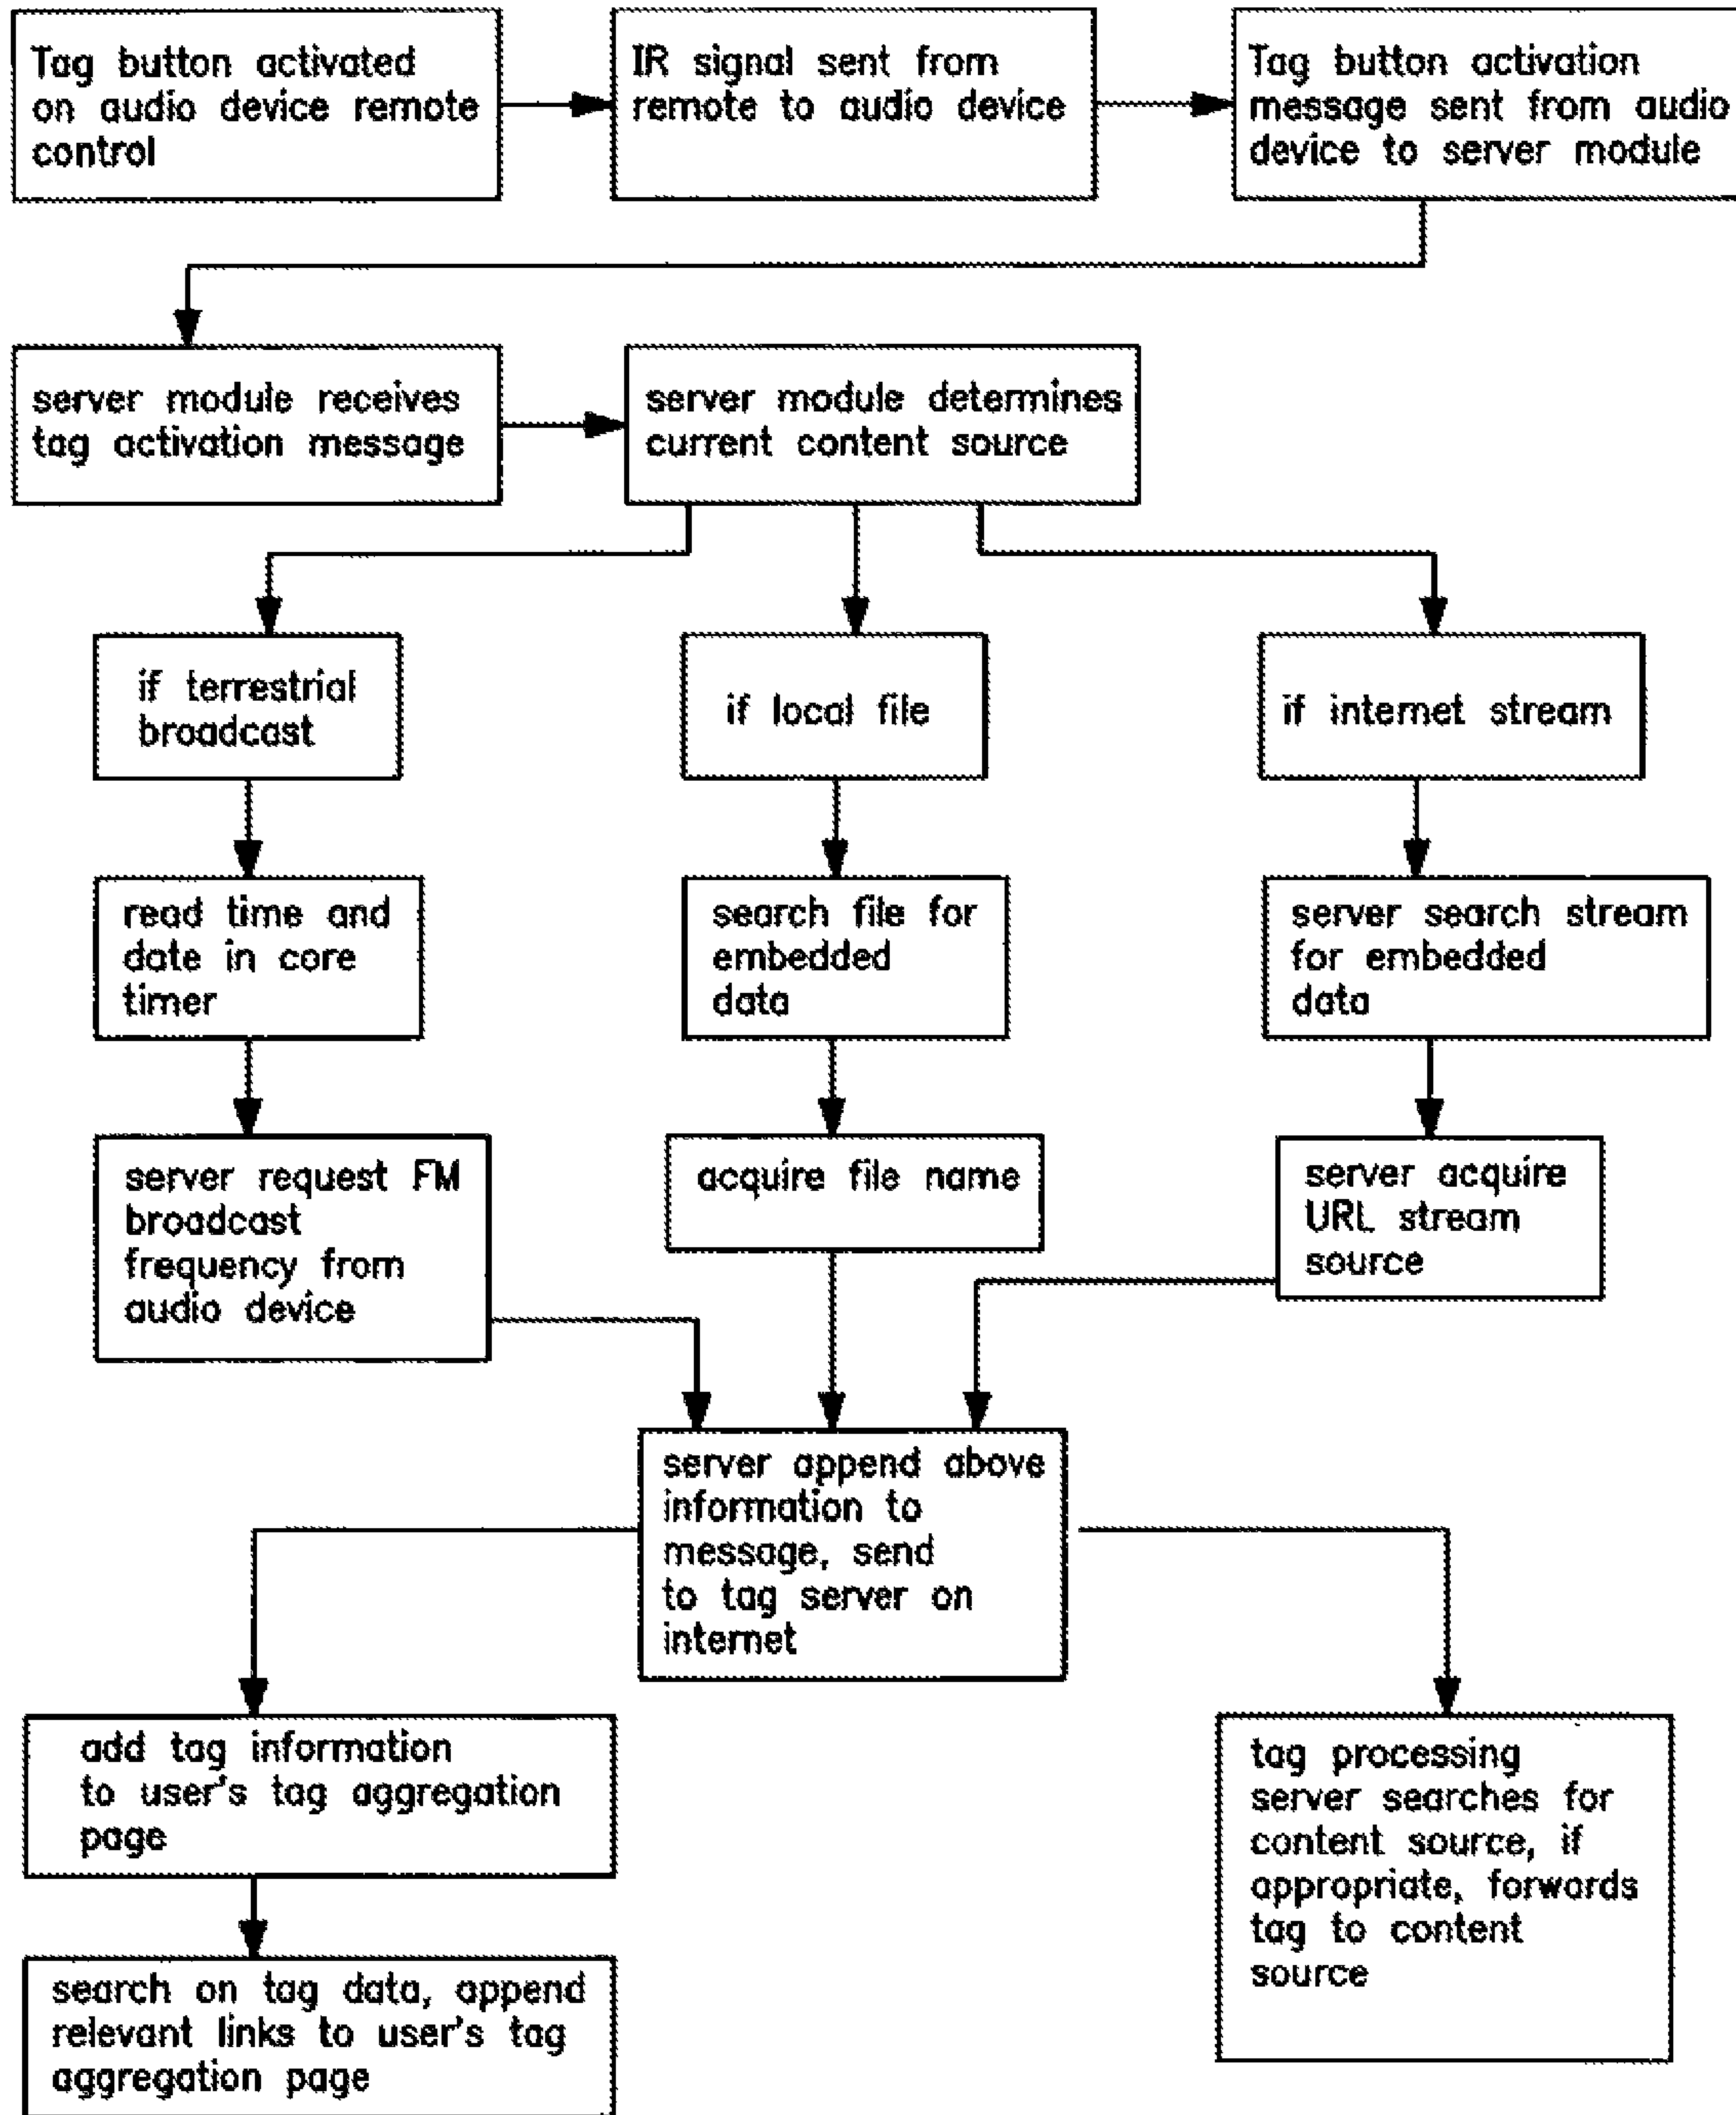 Tag button activated
on audio device remote
control
IR signal sent from
remote to audio device
Tag button activation
message sent from audio
device to server module
server module receives
tag activation message
server module determines
current content source
if terrestrial
broadcast
if local file
if internet stream
read time and
date in core
timer
search file for
embedded
data
server search stream
for embedded
data
server request FM
broadcast
frequency from
audio device
acquire file name
server acquire
URL stream
source
server append above
information to
message, send
to tag server on
internet
add tag information
to user's tag aggregation
page
tag processing
server searches for
content source, if
appropriate, forwards
tag to content
source
search on tag data, append
relevant links to user's tag
aggregation page